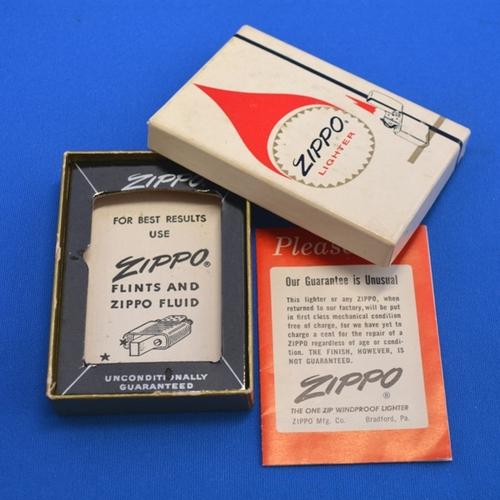 ZIPPO®
LIGHTER
ZIPPO
FOR BEST RESULTS
USE
ZIPPO®
FLINTS AND
ZIPPO FLUID
UNCONDITIONALLY
GUARANTEED
Please
Our Guarantee is Unusual
This lighter or any ZIPPO, when
returned to our factory, will be put
in first class mechanical condition
free of charge, for we have yet to
charge a cent for the repair of a
ZIPPO regardless of age or condi-
tion. THE FINISH, HOWEVER, IS
NOT GUARANTEED.
ZIPPO®
THE ONE ZIP WINDPROOF LIGHTER
ZIPPO Mfg. Co. Bradford, Pa.